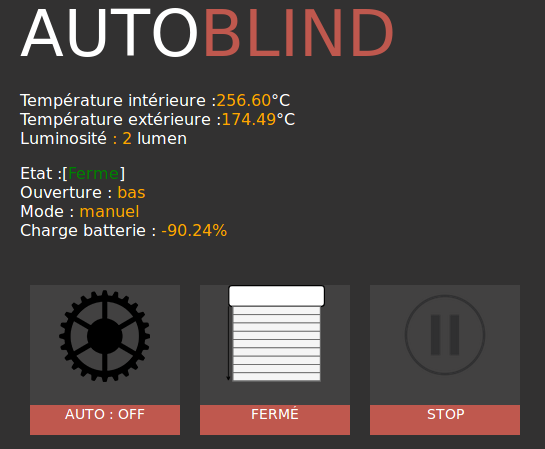 AUTOBLIND
Température intérieure :256.60°C
Température extérieure :174.49°C
Luminosité : 2 lumen
Etat :[Ferme]
Ouverture : bas
Mode : manuel
Charge batterie : -90.24%
AUTO : OFF
FERMÉ
STOP